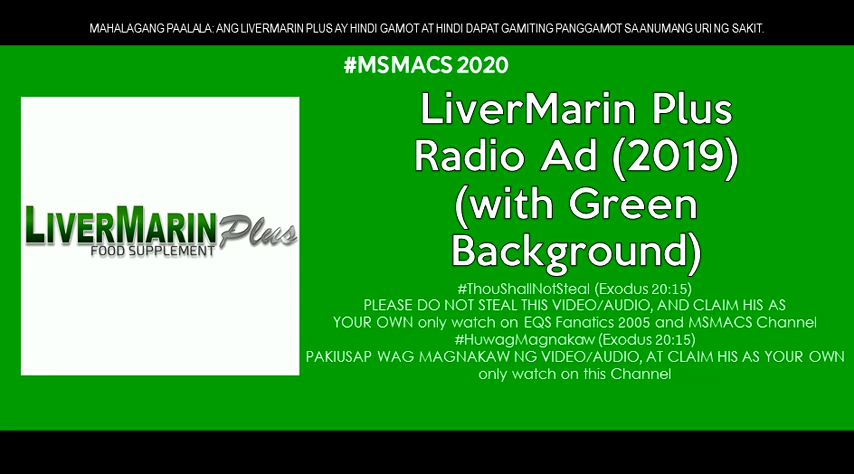 MAHALAGANG PAALALA: ANG LIVERMARIN PLUS AY HINDI GAMOT AT HINDI DAPAT GAMITING PANGGAMOT SA ANUMANG URI NG SAKIT.
#MSMACS 2020
LiverMarin Plus
Radio Ad (2019)
(with Green
Background)
LIVERMARIN Plus
FOOD SUPPLEMENT
#ThouShallNotSteal (Exodus 20:15)
PLEASE DO NOT STEAL THIS VIDEO/AUDIO, AND CLAIM HIS AS
YOUR OWN only watch on EQS Fanatics 2005 and MSMACS Channel
#HuwagMagnakaw (Exodus 20:15)
PAKIUSAP WAG MAGNAKAW NG VIDEO/AUDIO, AT CLAIM HIS AS YOUR OWN
only watch on this Channel